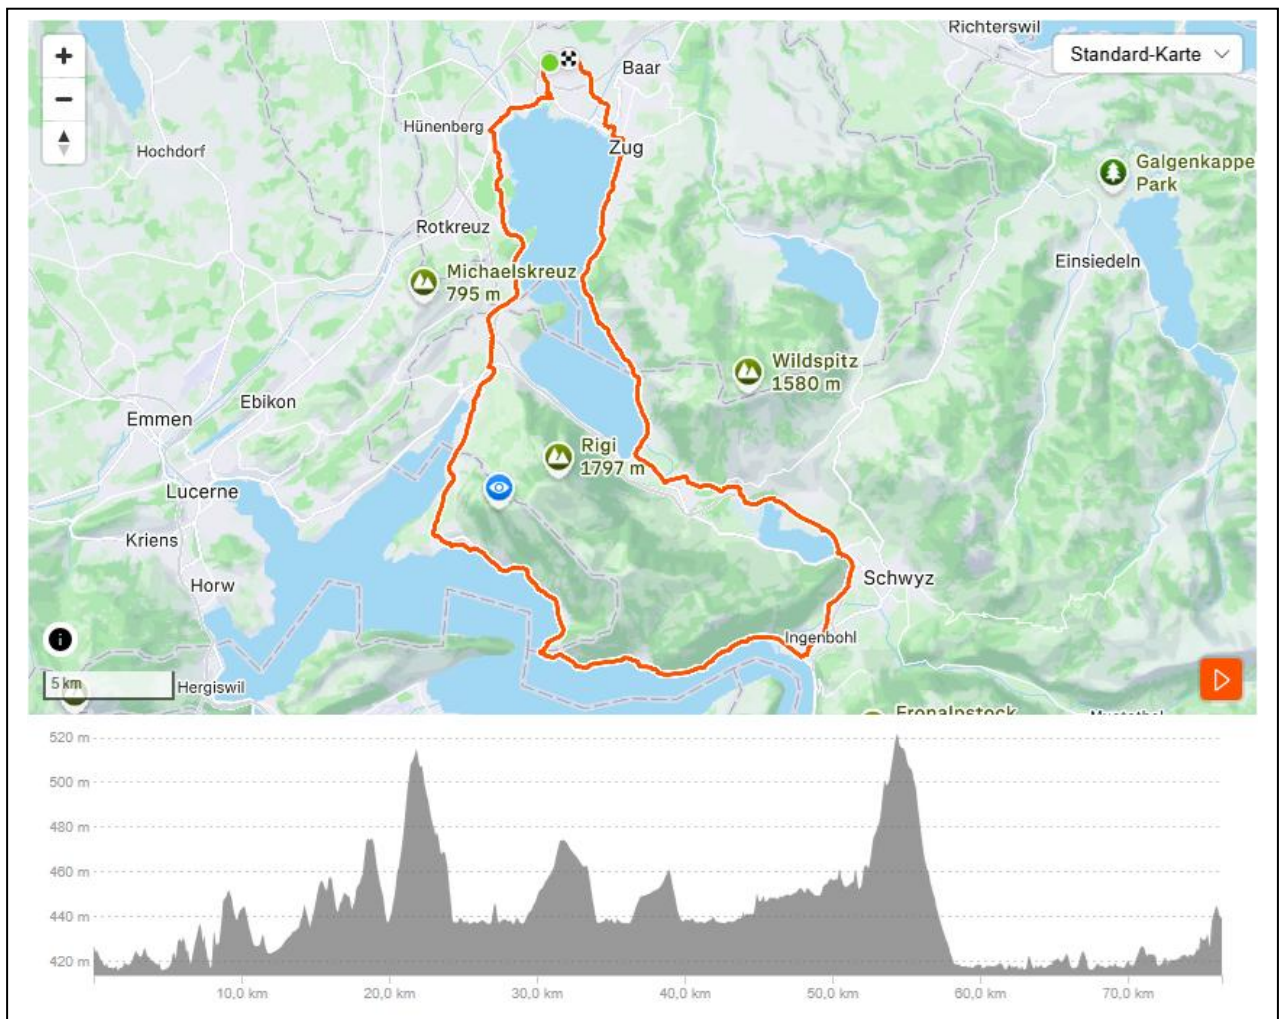 Richterswil
+
Standard-Karte
Baar
−
Hünenberg
Zug
Hochdorf
Galgenkappe
Park
Rotkreuz
Einsiedeln
Michaelskreuz
795 m
Wildspitz
1580 m
Ebikon
Emmen
Rigi
1797 m
Lucerne
Kriens
Schwyz
Horw
Ingenbohl
i
5 km
Hergiswil
Fronalpstock
520 m
500 m
480 m
460 m
440 m
420 m
10,0 km 20,0 km 30,0 km 40,0 km 50,0 km 60,0 km 70,0 km